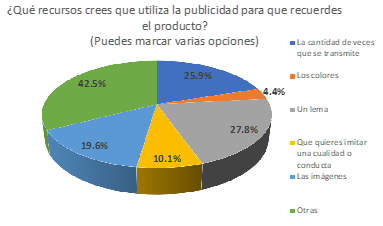 ¿Qué recursos crees que utiliza la publicidad para que recuerdes
el producto?
(Puedes marcar varias opciones)
25.9%
4.4%
27.8%
10.1%
19.6%
42.5%
La cantidad de veces
que se transmite
Los colores
Un lema
Que quieres imitar
una cualidad o
conducta
Las imágenes
Otras